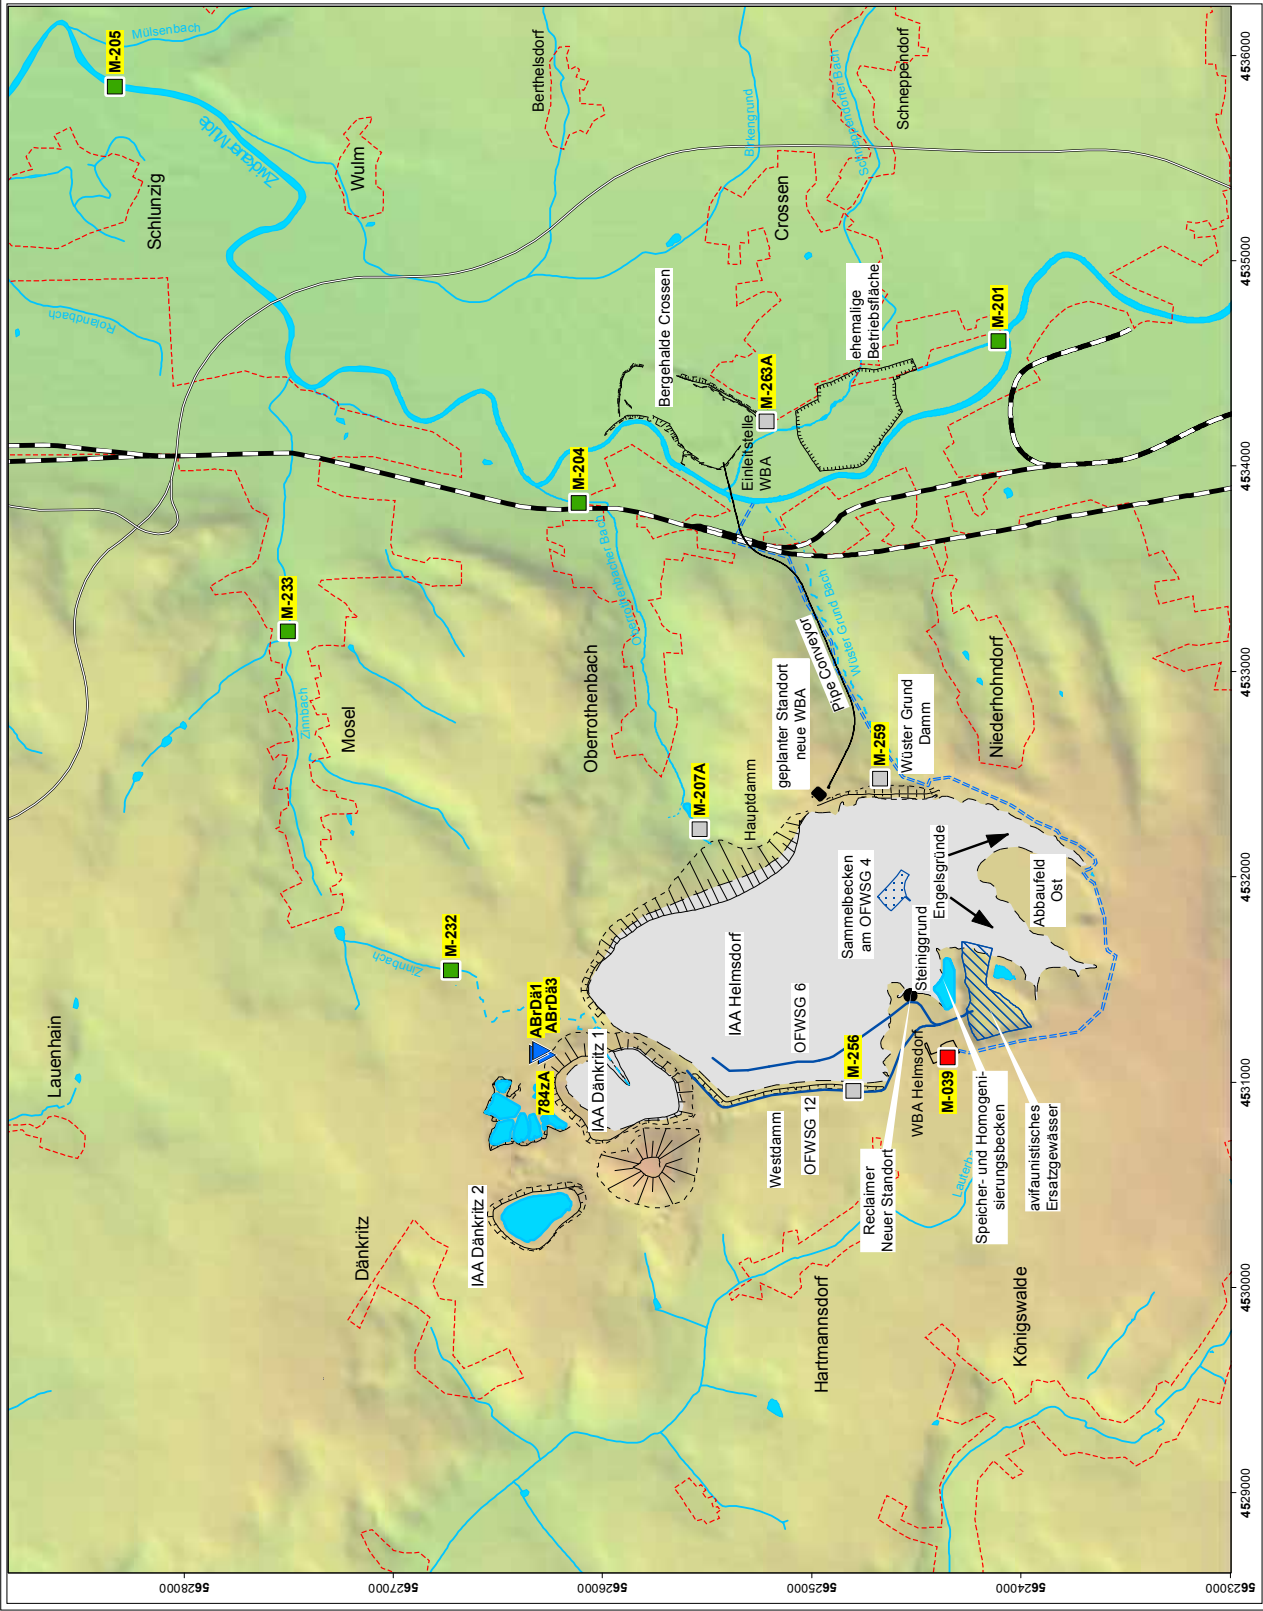 Lauenhain
Schlunzig
M-205
Mülsenbach
Zwickauer Mulde
Rolandbach
Wulm
Berthelsdorf
Birkengrund
Crossen
Schneppendorfer Bach
Schneppendorf
M-233
Zinnbach
Mosel
M-232
Zinnbach
M-204
Oberrothenbacher Bach
Oberrothenbach
M-207A
Hauptdamm
Bergehalde Crossen
Einleitstelle
WBA
M-263A
ehemalige
Betriebsfläche
M-201
Pipe Conveyor
Wüster Grund Bach
geplanter Standort
neue WBA
M-259
Wüster Grund
Damm
Niederhohndorf
Dänkritz
IAA Dänkritz 2
784zA
ABrDä1
ABrDä3
IAA Dänkritz 1
IAA Helmsdorf
OFWSG 6
Sammelbecken
am OFWSG 4
Steiniggrund
Engelsgründe
Abbaufeld
Ost
Westdamm
OFWSG 12
M-256
WBA Helmsdorf
M-039
Reclaimer
Neuer Standort
Lauterba
Speicher- und Homogeni-
sierungsbecken
avifaunistisches
Ersatzgewässer
Hartmannsdorf
Königswalde
4529000
4530000
4531000
4532000
4533000
4534000
4535000
4536000
5628000
5627000
5626000
5625000
5624000
5623000